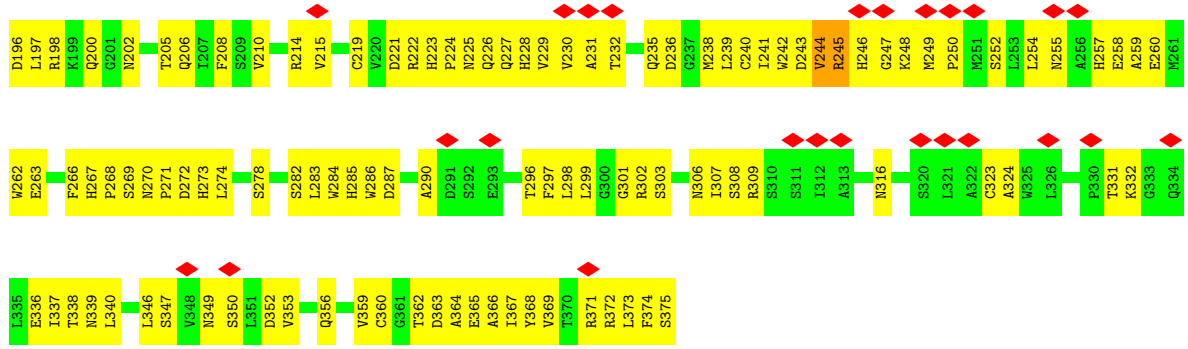 D196 L197 R198 K199 Q200 G201 N202 T205 Q206 I207 F208 S209 V210 R214 V215 C219 V220 D221 R222 H223 P224 N225 Q226 Q227 H228 V229 V230 A231 T232 Q235 D236 G237 M238 L239 C240 I241 W242 D243 V244 R245 H246 G247 K248 M249 P250 M251 S252 L253 L254 N255 A256 H257 E258 A259 E260 M261
W262 E263 F266 H267 P268 S269 N270 P271 D272 H273 L274 S278 S282 L283 W284 H285 W286 D287 A290 D291 S292 E293 T296 F297 L298 L299 G300 G301 R302 S303 N306 I307 S308 R309 S310 S311 I312 A313 N316 S320 L321 A322 C323 A324 W325 L326 P330 T331 K332 G333 Q334
L335 E336 I337 T338 N339 L340 L346 S347 V348 N349 S350 L351 D352 V353 Q356 V359 C360 G361 T362 D363 A364 E365 A366 I367 Y368 V369 T370 R371 R372 L373 F374 S375